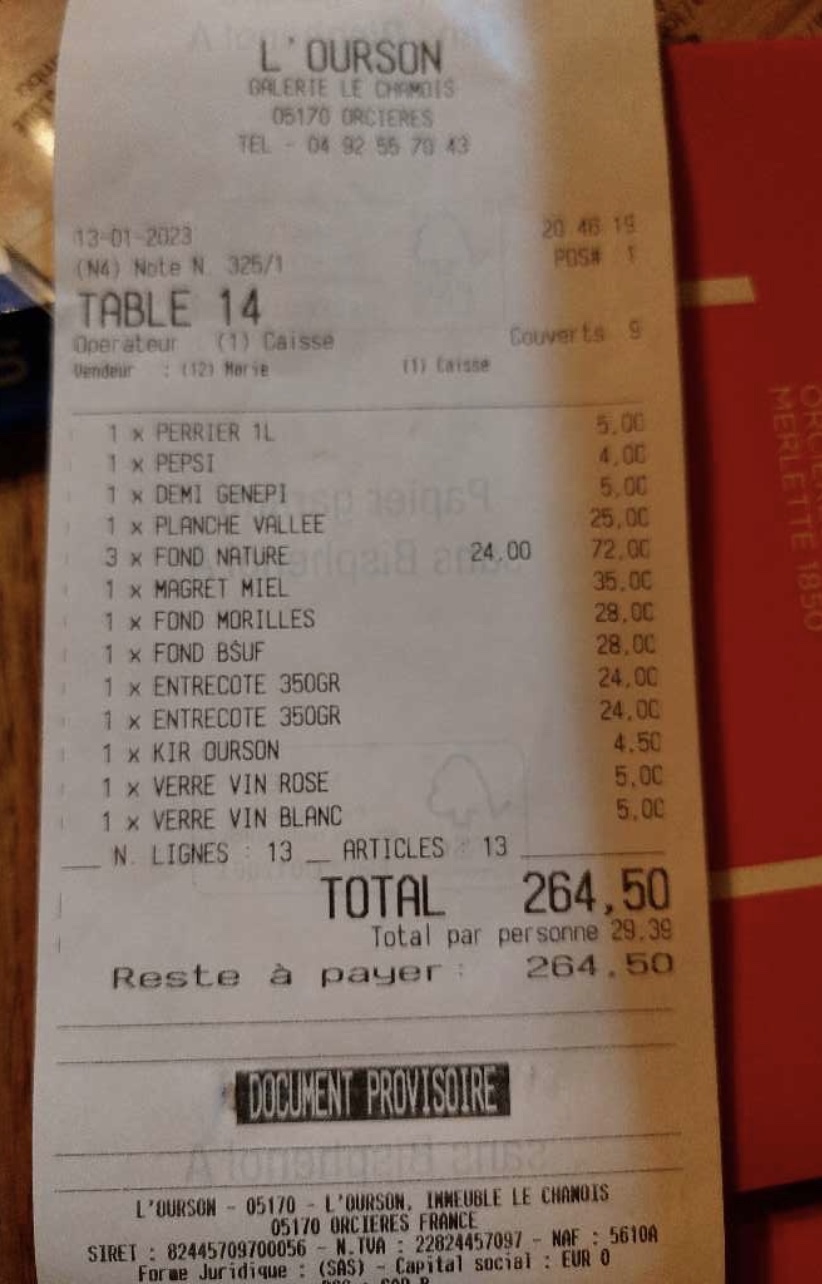 L'OURSON
GALERIE LE CHAMOIS
05170 ORCIERES
TEL - 04 92 55 70 43
13-01-2023 20 46 19
(N4) Note N. 325/1 POS# 1
TABLE 14
Operateur (1) Caisse Couverts 9
Vendeur : (12) Marie (1) Caisse
1 x PERRIER 1L 5,00
1 x PEPSI 4,00
1 x DEMI GENEPI 5,00
1 x PLANCHE VALLEE 25,00
3 x FOND NATURE 24,00 72,00
1 x MAGRET MIEL 35,00
1 x FOND MORILLES 28,00
1 x FOND BŠUF 28,00
1 x ENTRECOTE 350GR 24,00
1 x ENTRECOTE 350GR 24,00
1 x KIR OURSON 4,50
1 x VERRE VIN ROSE 5,00
1 x VERRE VIN BLANC 5,00
N. LIGNES : 13 __ ARTICLES : 13
TOTAL 264,50
Total par personne 29.39
Reste à payer : 264.50
DOCUMENT PROVISOIRE
L'OURSON - 05170 - L'OURSON, IMMEUBLE LE CHAMOIS
05170 ORCIERES FRANCE
SIRET : 82445709700056 - N.TVA : 22824457097 - NAF : 5610A
Forme Juridique : (SAS) - Capital social : EUR 0
MERLETTE 1850